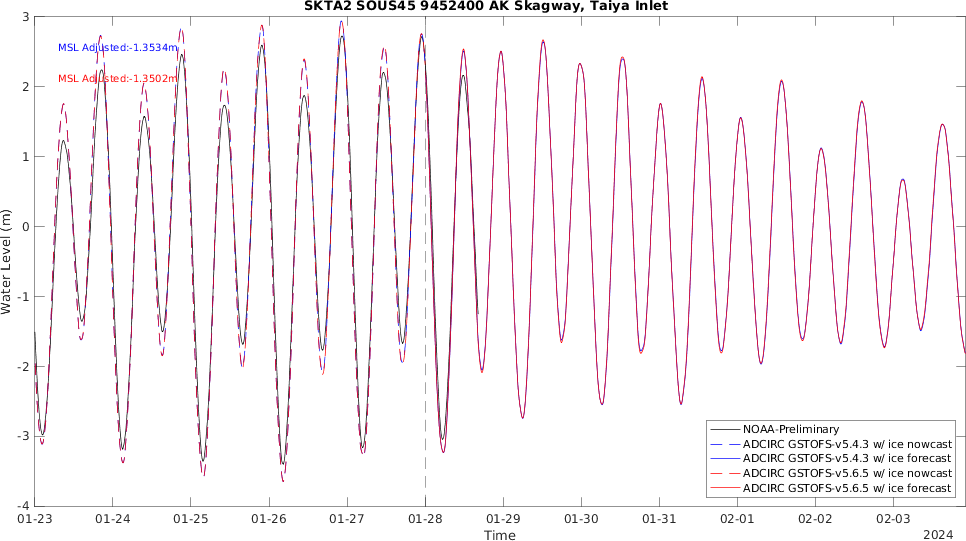 SKTA2 SOUS45 9452400 AK Skagway, Taiya Inlet
3
MSL Adjusted:-1.3534m
MSL Adjusted:-1.3502m
2
1
0
-1
-2
-3
-4
Water Level (m)
NOAA-Preliminary
ADCIRC GSTOFS-v5.4.3 w/ ice nowcast
ADCIRC GSTOFS-v5.4.3 w/ ice forecast
ADCIRC GSTOFS-v5.6.5 w/ ice nowcast
ADCIRC GSTOFS-v5.6.5 w/ ice forecast
01-23 01-24 01-25 01-26 01-27 01-28 01-29 01-30 01-31 02-01 02-02 02-03
Time
2024